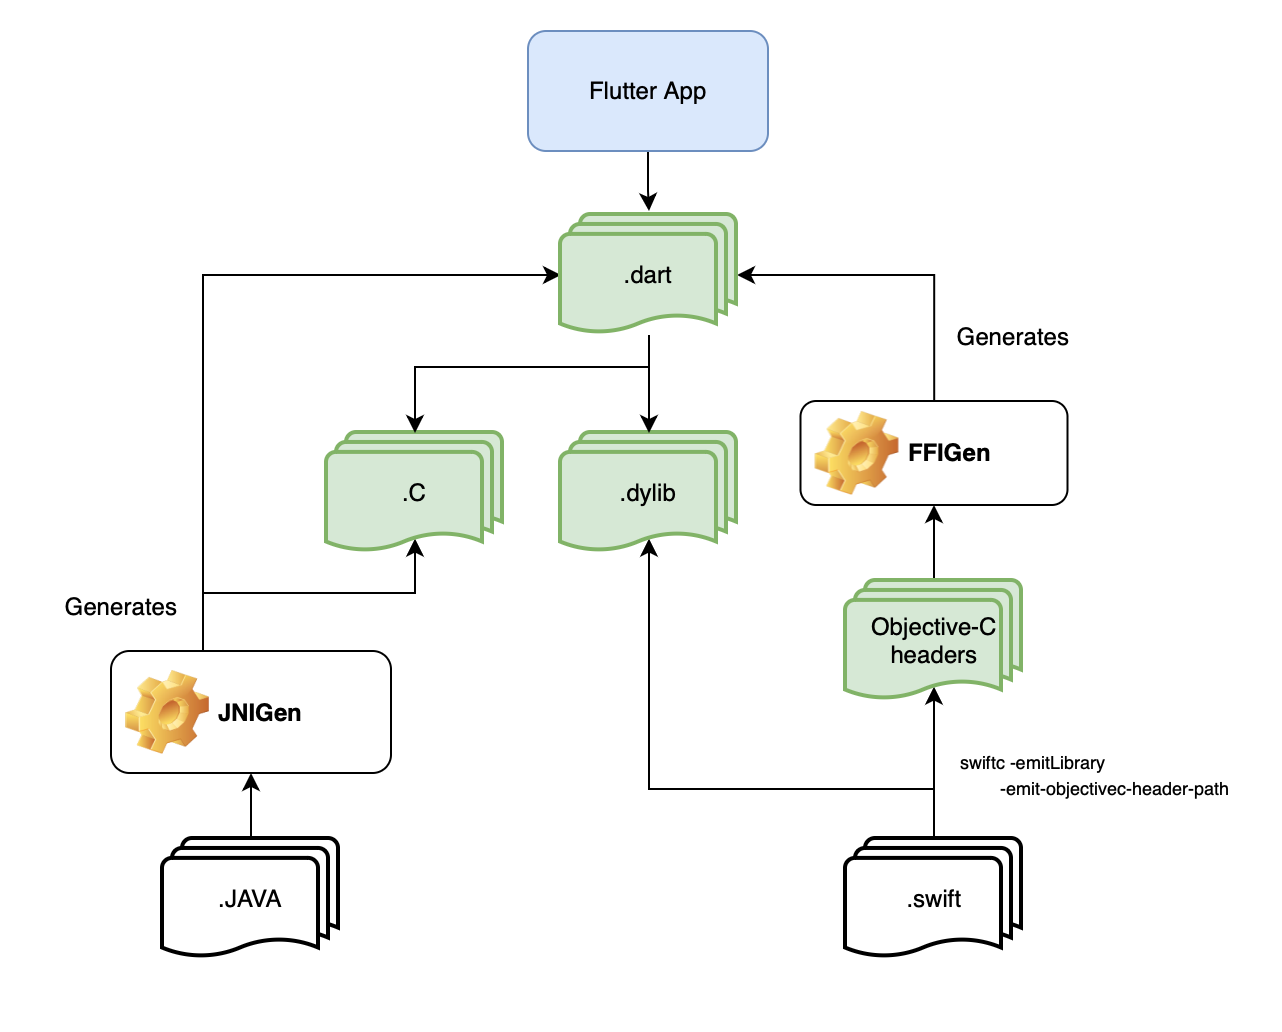 Flutter App
.dart
Generates
FFIGen
.C
.dylib
Generates
Objective-C
headers
JNIGen
swiftc -emitLibrary
-emit-objectivec-header-path
.JAVA
.swift